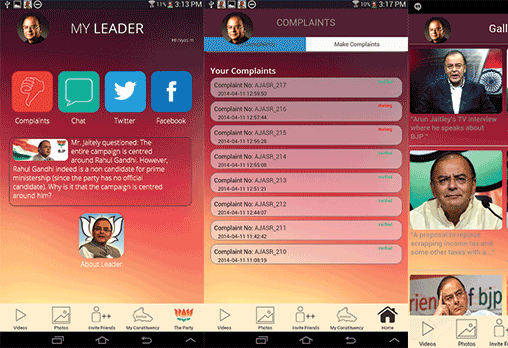 11% 3:13 PM
MY LEADER
Hi niyas m
Complaints
Chat
Twitter
Facebook
BJP
Mr. Jaitely questioned: The
entire campaign is centred
around Rahul Gandhi. However,
Rahul Gandhi indeed is a non candidate for prime
ministership (since the party has no official
candidate). Why is it that the campaign is centred
around him?
About Leader
Videos
Photos
Invite Friends
My Constituency
The Party
10% 3:17 PM
COMPLAINTS
Make Complaints
Your Complaints
Complaint No: AJASR_217
2014-04-11 12:59:50
Complaint No: AJASR_216
2014-04-11 12:57:44
Complaint No: AJASR_215
2014-04-11 12:56:28
Complaint No: AJASR_214
2014-04-11 12:55:08
Complaint No: AJASR_213
2014-04-11 12:51:21
Complaint No: AJASR_212
2014-04-11 12:44:07
Complaint No: AJASR_211
2014-04-11 11:42:42
Complaint No: AJASR_210
2014-04-11 11:08:19
Videos
Photos
Invite Friends
My Constituency
Home
Gall
"Arun Jaitley's TV interview
where he speaks about
BJP "
"A proposal to replace
scrapping income tax and
some other taxes with a..."
rien of bjp
Videos
Photos
Invite